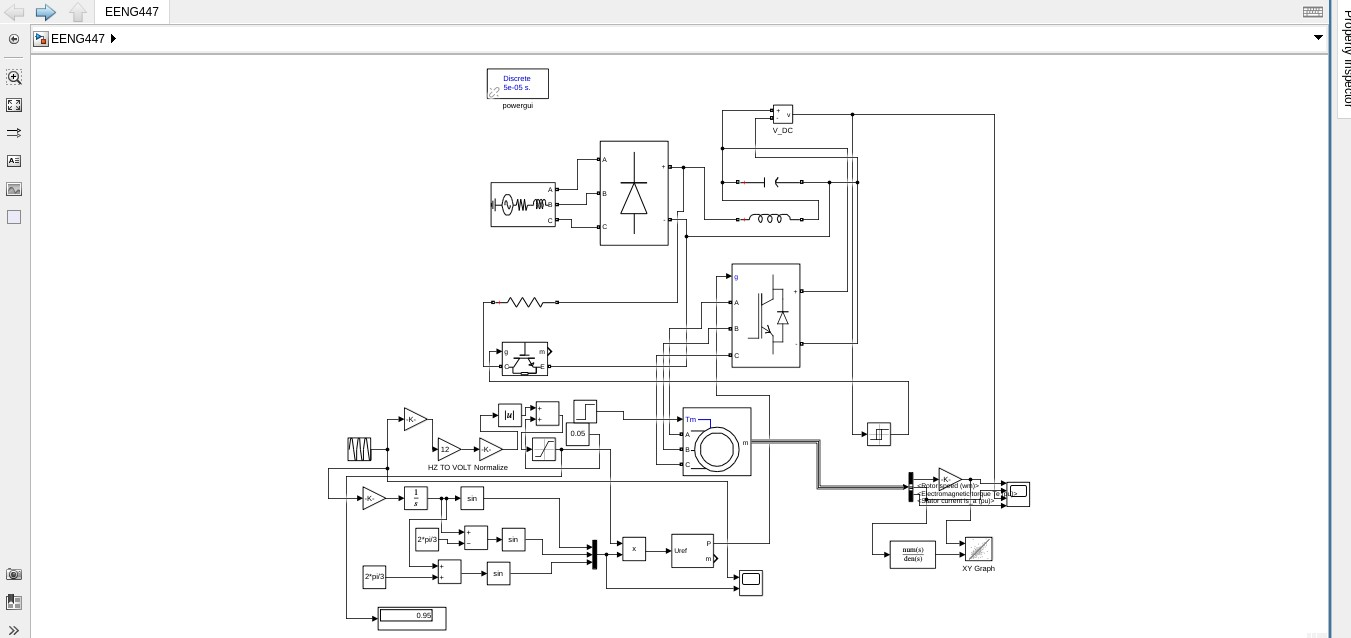 EENG447
EENG447
Property Inspector
Discrete
5e-05 s.
powergui
+
-
v
V_DC
A
B
C
A
B
C
+
-
g
A
B
C
+
-
g
m
C
E
-K-
12
-K-
HZ TO VOLT Normalize
|u|
+
+
0.05
Tm
A
B
C
m
-K-
1
s
sin
2*pi/3
+
−
sin
2*pi/3
+
+
sin
x
Uref
P
m
0.95
-K-
<Rotor speed (wm)>
<Electromagnetic torque Te (pu)>
<Stator current is_a (pu)>
num(s)
den(s)
XY Graph